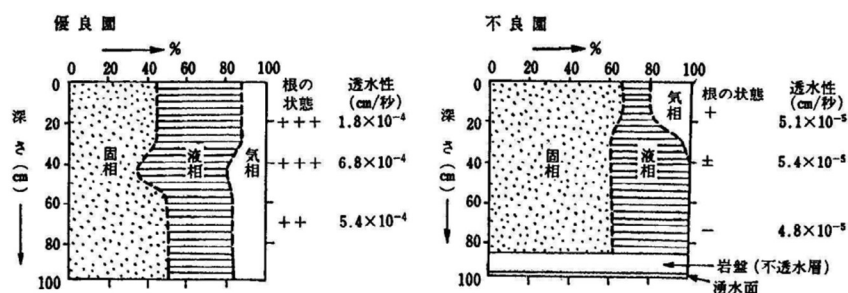 優良園
%
0 20 40 60 80 100
0
20
40
60
80
100
深さ(cm)
固相
液相
気相
根の状態
透水性
(cm/秒)
+++ 1.8×10⁻⁴
+++ 6.8×10⁻⁴
++ 5.4×10⁻⁴
不良園
%
0 20 40 60 80 100
0
20
40
60
80
100
深さ(cm)
固相
液相
気相
根の状態
透水性
(cm/秒)
+ 5.1×10⁻⁵
± 5.4×10⁻⁵
− 4.8×10⁻⁵
岩盤(不透水層)
湧水面